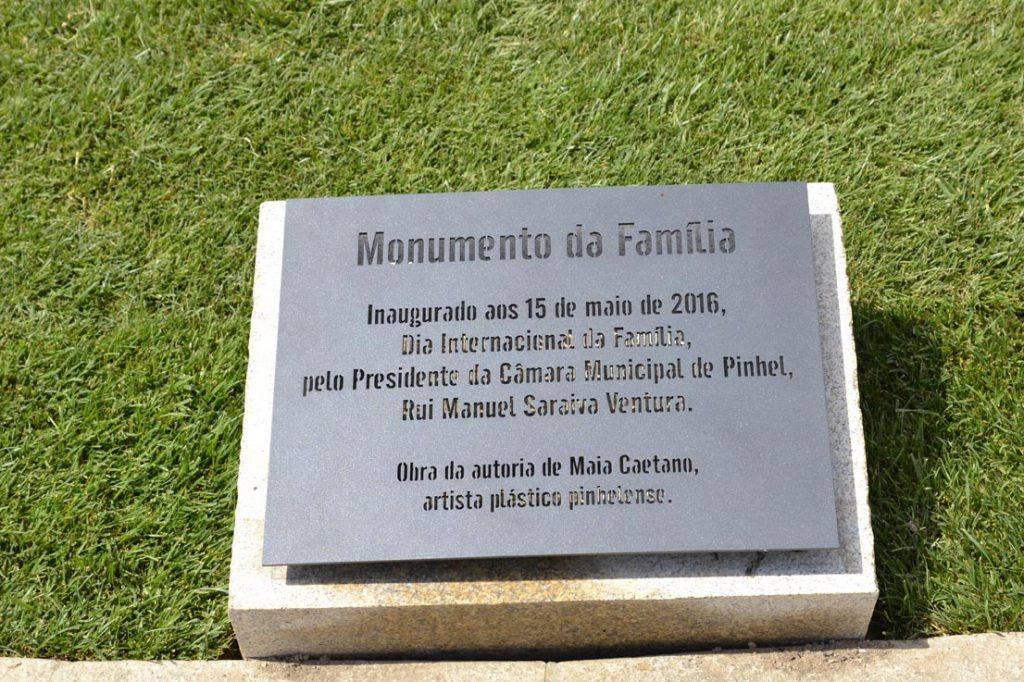 Monumento da Família
Inaugurado aos 15 de maio de 2016,
Dia Internacional da Família,
pelo Presidente da Câmara Municipal de Pinhel,
Rui Manuel Saraiva Ventura.
Obra da autoria de Maia Caetano,
artista plástico pinhelense.